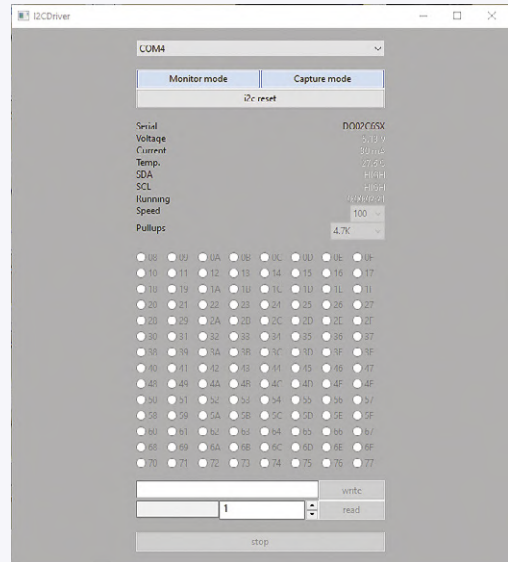 I2CDriver
COM4
Monitor mode Capture mode
i2c reset
Serial DO02C6SX
Voltage
Current
Temp.
SDA HIGH
SCL HIGH
Running
Speed 100
Pullups 4.7K
08 09 0A 0B 0C 0D 0E 0F
10 11 12 13 14 15 16 17
18 19 1A 1B 1C 1D 1E 1F
20 21 22 23 24 25 26 27
28 29 2A 2B 2C 2D 2E 2F
30 31 32 33 34 35 36 37
38 39 3A 3B 3C 3D 3E 3F
40 41 42 43 44 45 46 47
48 49 4A 4B 4C 4D 4E 4F
50 51 52 53 54 55 56 57
58 59 5A 5B 5C 5D 5E 5F
60 61 62 63 64 65 66 67
68 69 6A 6B 6C 6D 6E 6F
70 71 72 73 74 75 76 77
write
1 read
stop